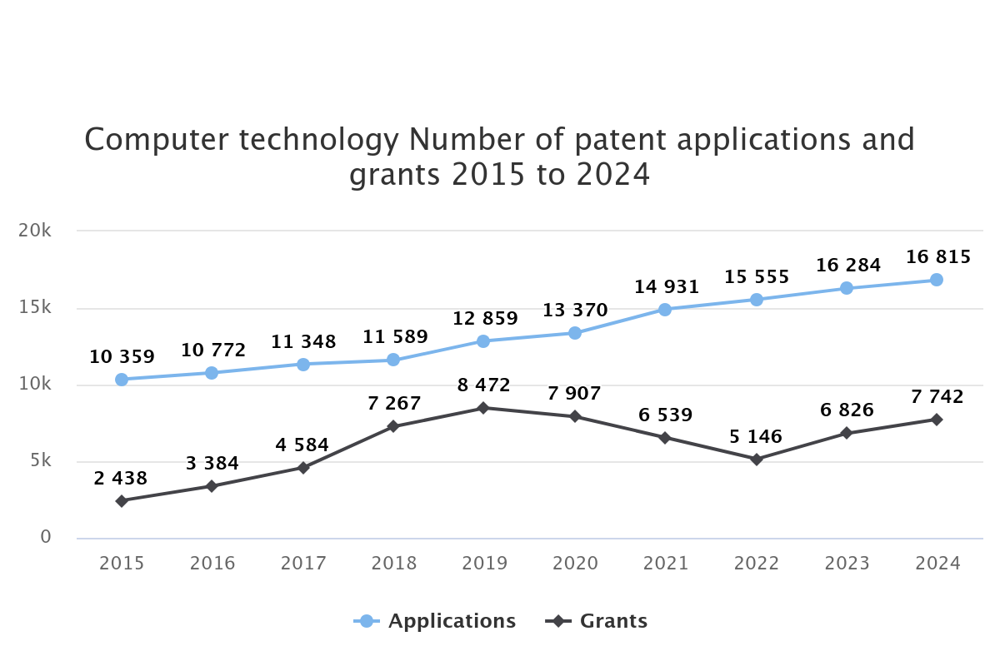 Computer technology Number of patent applications and
grants 2015 to 2024
20k
15k
10k
5k
0
10 359
10 772
11 348
11 589
12 859
13 370
14 931
15 555
16 284
16 815
2 438
3 384
4 584
7 267
8 472
7 907
6 539
5 146
6 826
7 742
2015 2016 2017 2018 2019 2020 2021 2022 2023 2024
Applications Grants